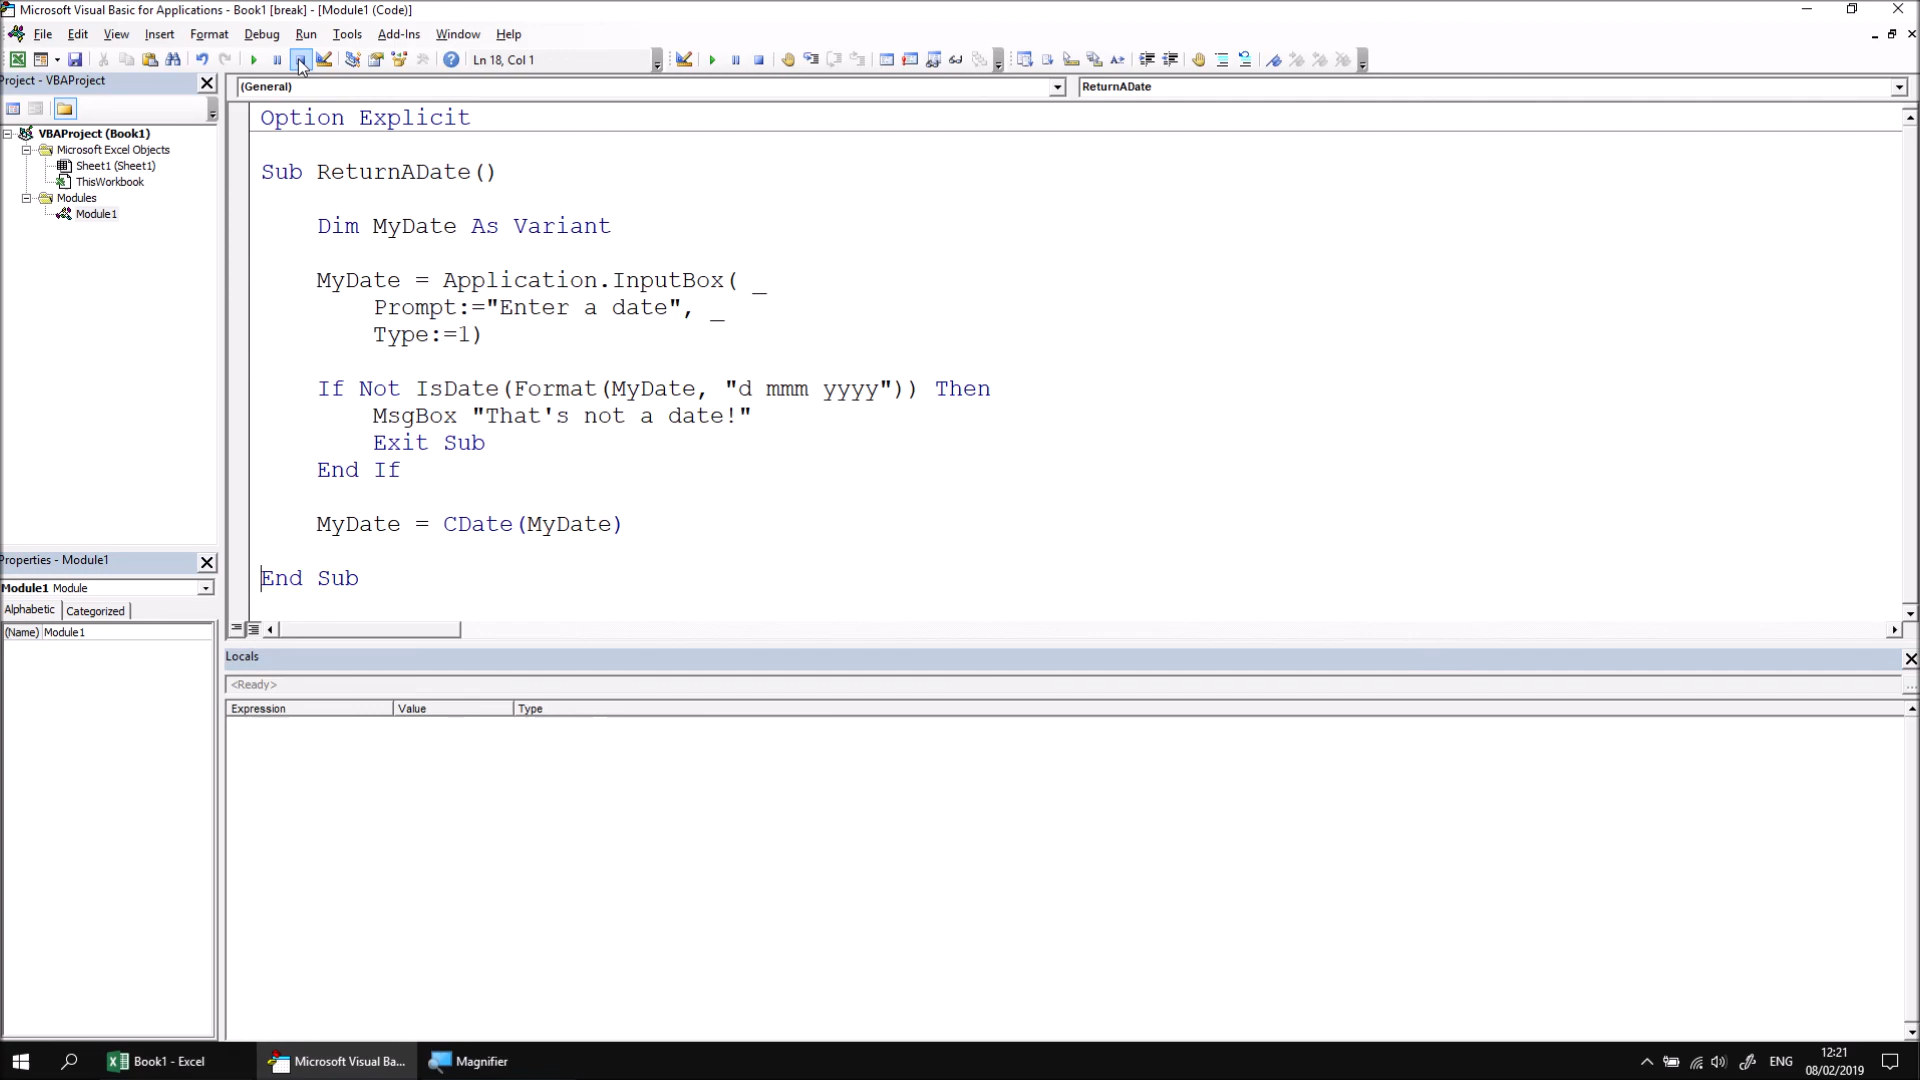 Microsoft Visual Basic for Applications - Book1 [break] - [Module1 (Code)]
File Edit View Insert Format Debug Run Tools Add-Ins Window Help
Ln 18, Col 1
Project - VBAProject
(General)
ReturnADate
VBAProject (Book1)
Microsoft Excel Objects
Sheet1 (Sheet1)
ThisWorkbook
Modules
Module1
Option Explicit
Sub ReturnADate()
Dim MyDate As Variant
MyDate = Application.InputBox( _
Prompt:="Enter a date", _
Type:=1)
If Not IsDate(Format(MyDate, "d mmm yyyy")) Then
MsgBox "That's not a date!"
Exit Sub
End If
MyDate = CDate(MyDate)
End Sub
Properties - Module1
Module1 Module
Alphabetic Categorized
(Name) Module1
Locals
<Ready>
Expression Value Type
Book1 - Excel
Microsoft Visual Ba...
Magnifier
ENG
12:21
08/02/2019